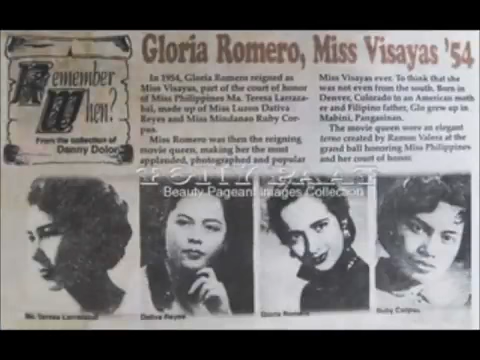 Remember
When?
From the collection of
Danny Dolor
Gloria Romero, Miss Visayas '54
In 1954, Gloria Romero reigned as
Miss Visayas, part of the court of honor
of Miss Philippines Ma. Teresa Larraza-
bal, made up of Miss Luzon Dativa
Reyes and Miss Mindanao Ruby Cor-
pus.
Miss Romero was then the reigning
movie queen, making her the most
applauded, photographed and popular
Miss Visayas ever. To think that she
was not even from the south. Born in
Denver, Colorado to an American moth-
er and Filipino father, Glo grew up in
Mabini, Pangasinan.
The movie queen wore an elegant
terno created by Ramon Valera at the
grand ball honoring Miss Philippines
and her court of honor.
Beauty Pageant Images Collection
Ma. Teresa Larrazabal
Dativa Reyes
Gloria Romero
Ruby Corpus